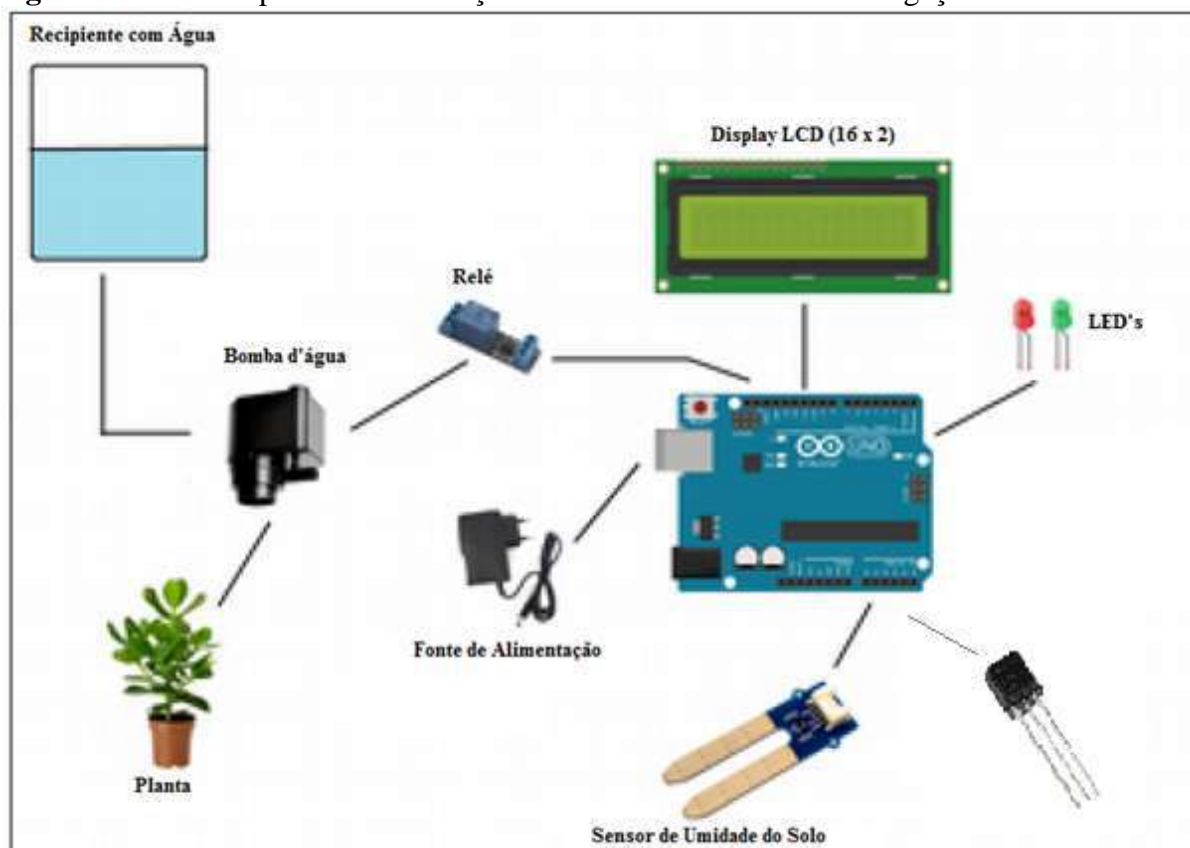 Recipiente com Água
Display LCD (16 x 2)
Relé
LED's
Bomba d'água
UNO
Fonte de Alimentação
Planta
Sensor de Umidade do Solo